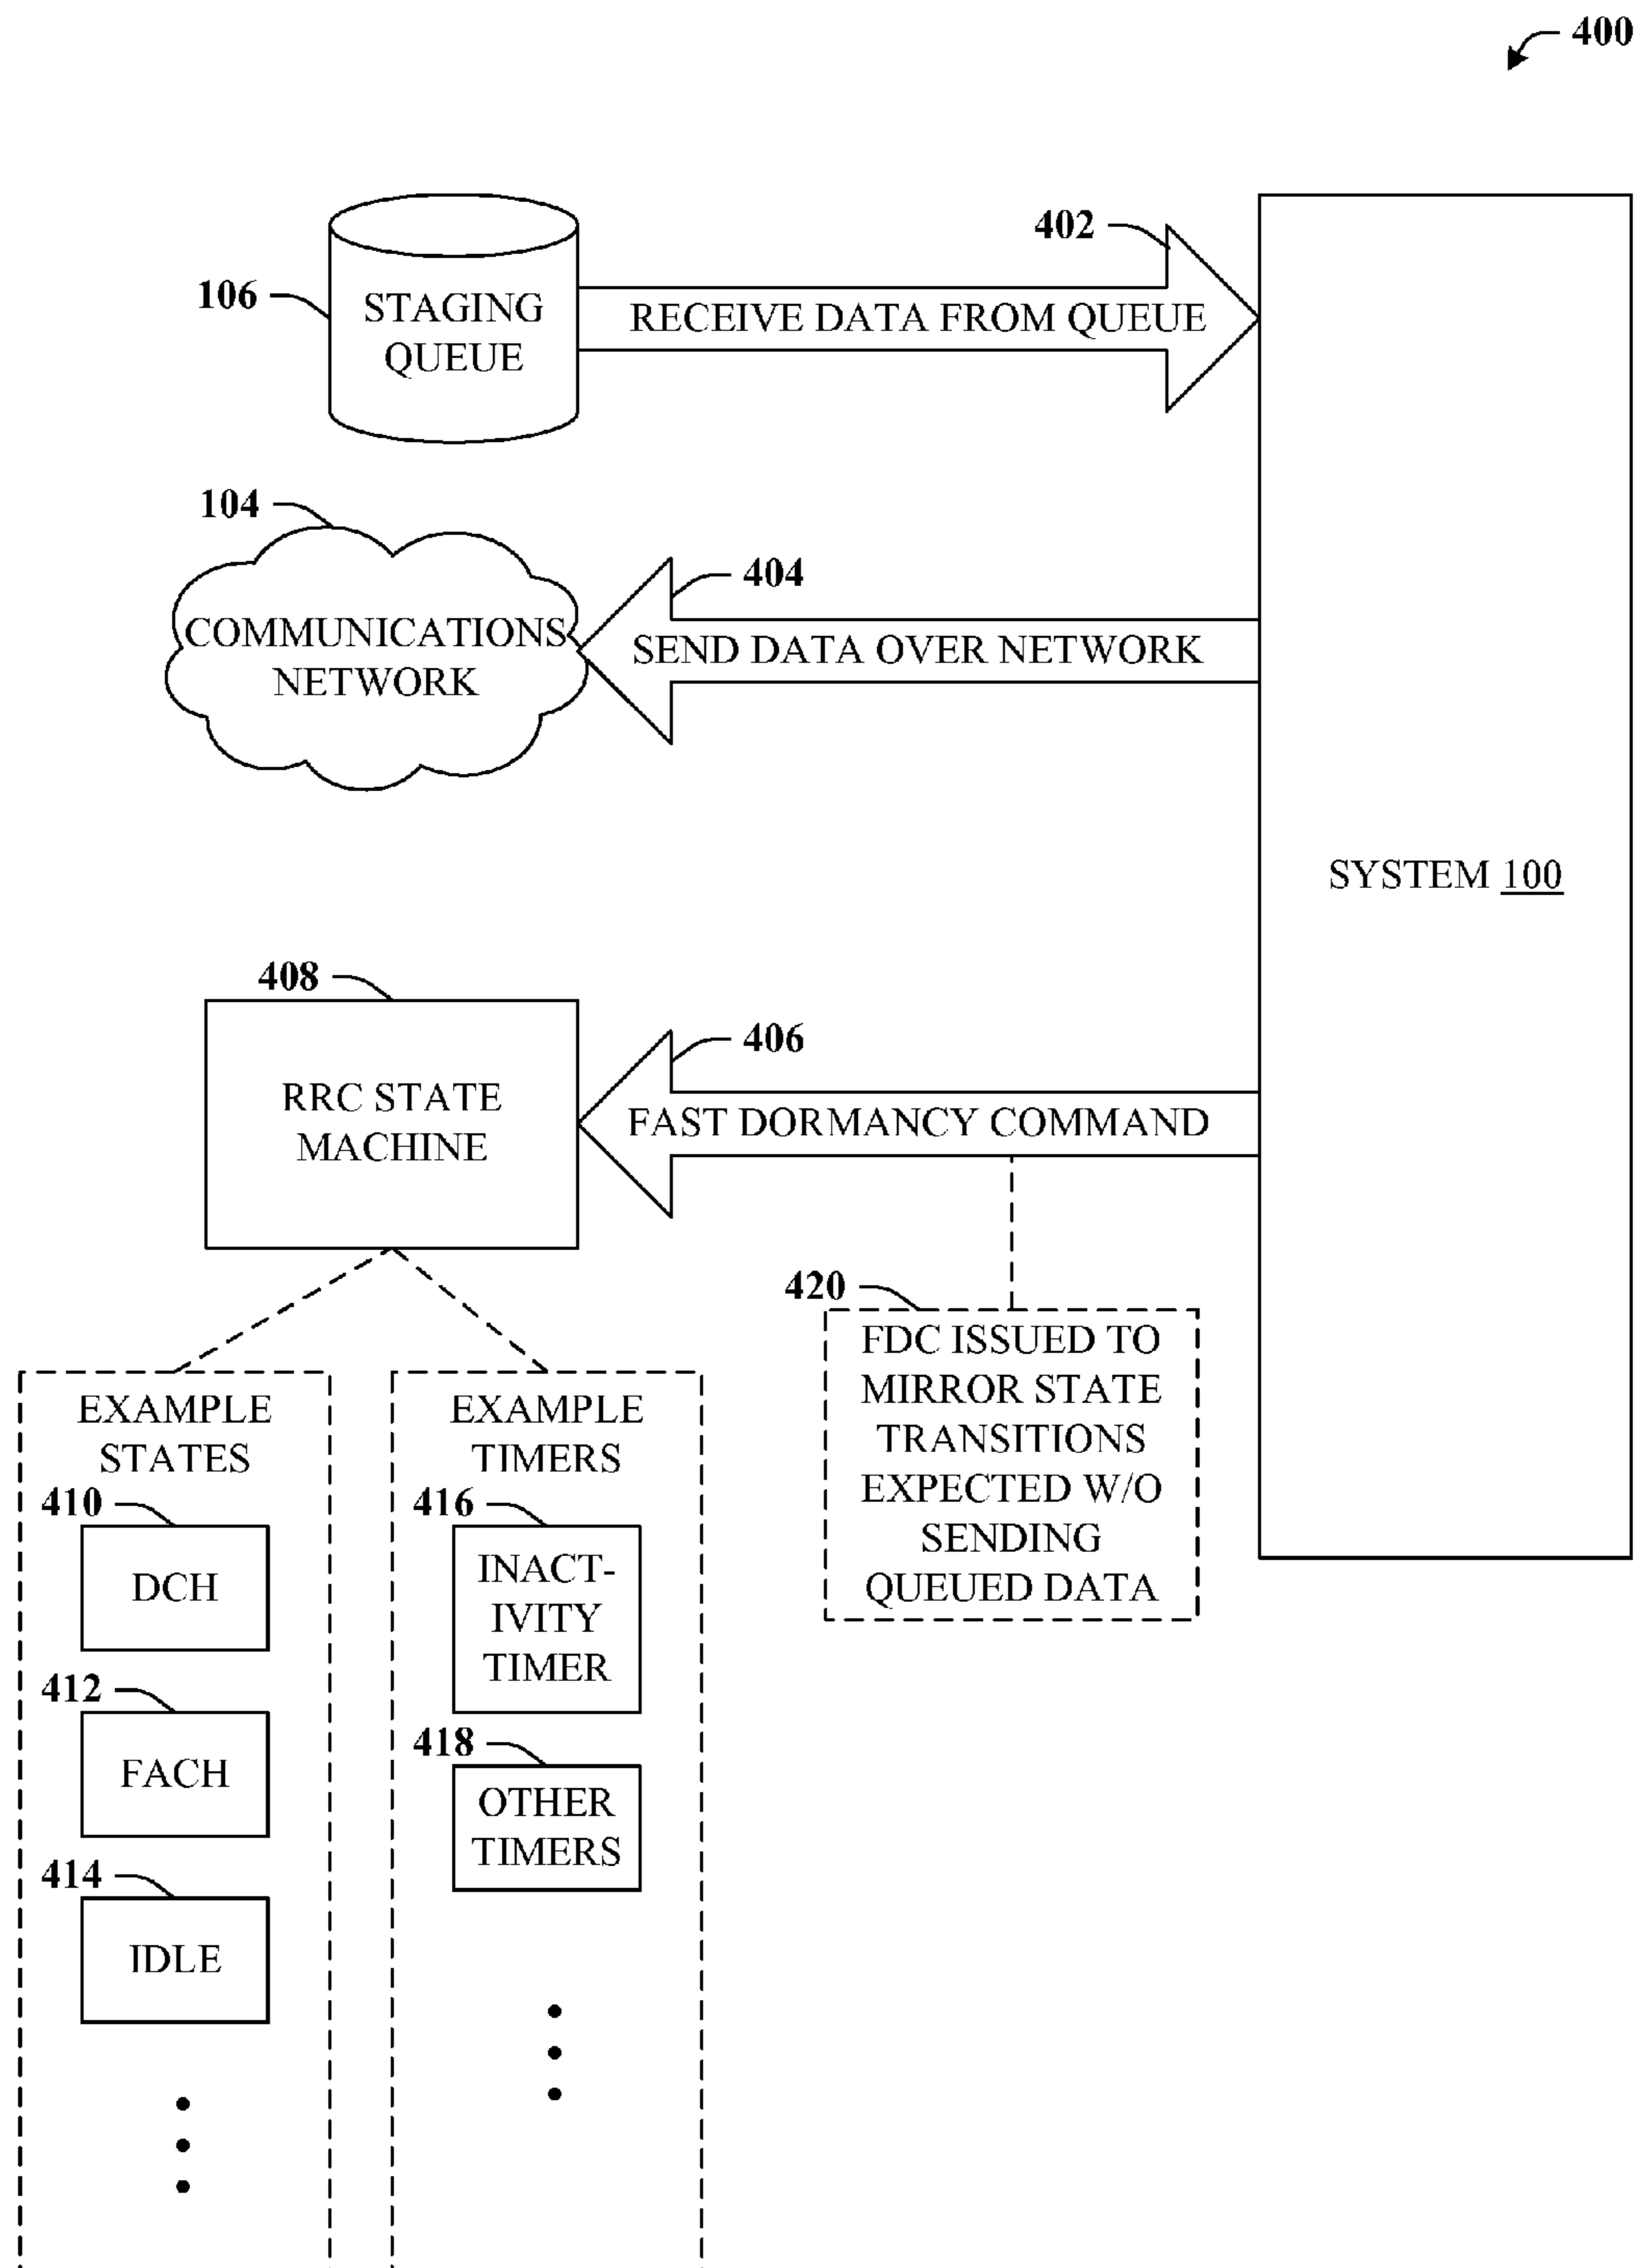 400
402
106
STAGING
QUEUE
RECEIVE DATA FROM QUEUE
104
404
COMMUNICATIONS
NETWORK
SEND DATA OVER NETWORK
SYSTEM 100
408
406
RRC STATE
MACHINE
FAST DORMANCY COMMAND
420
FDC ISSUED TO
MIRROR STATE
TRANSITIONS
EXPECTED W/O
SENDING
QUEUED DATA
EXAMPLE
STATES
410
DCH
412
FACH
414
IDLE
EXAMPLE
TIMERS
416
INACT-
IVITY
TIMER
418
OTHER
TIMERS